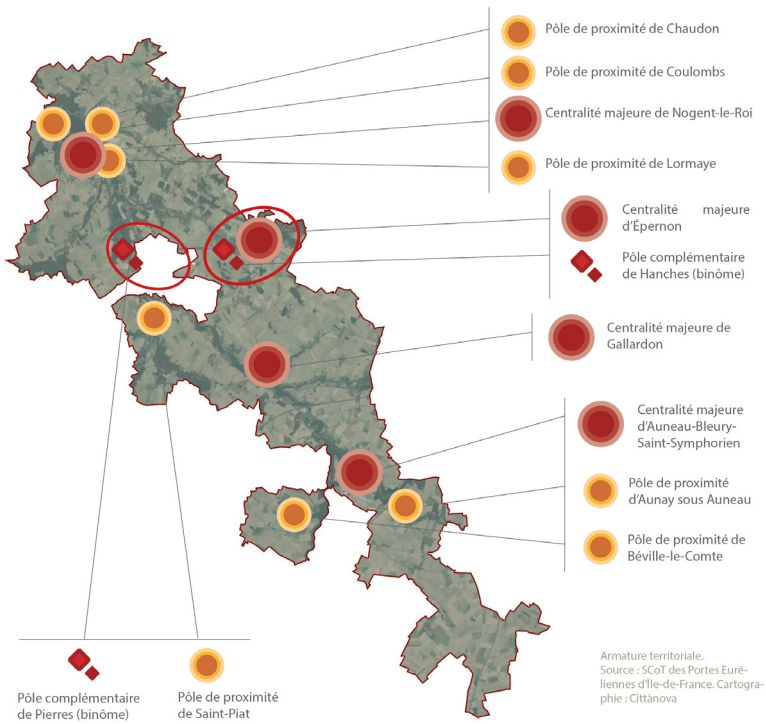 Pôle de proximité de Chaudon
Pôle de proximité de Coulombs
Centralité majeure de Nogent-le-Roi
Pôle de proximité de Lormaye
Centralité majeure
d'Épernon
Pôle complémentaire
de Hanches (binôme)
Centralité majeure de
Gallardon
Centralité majeure
d'Auneau-Bleury-
Saint-Symphorien
Pôle de proximité
d'Aunay sous Auneau
Pôle de proximité de
Béville-le-Comte
Pôle complémentaire
de Pierres (binôme)
Pôle de proximité
de Saint-Piat
Armature territoriale.
Source : SCoT des Portes Euré-
liennes d'Île-de-France. Cartogra-
phie : Cittànova